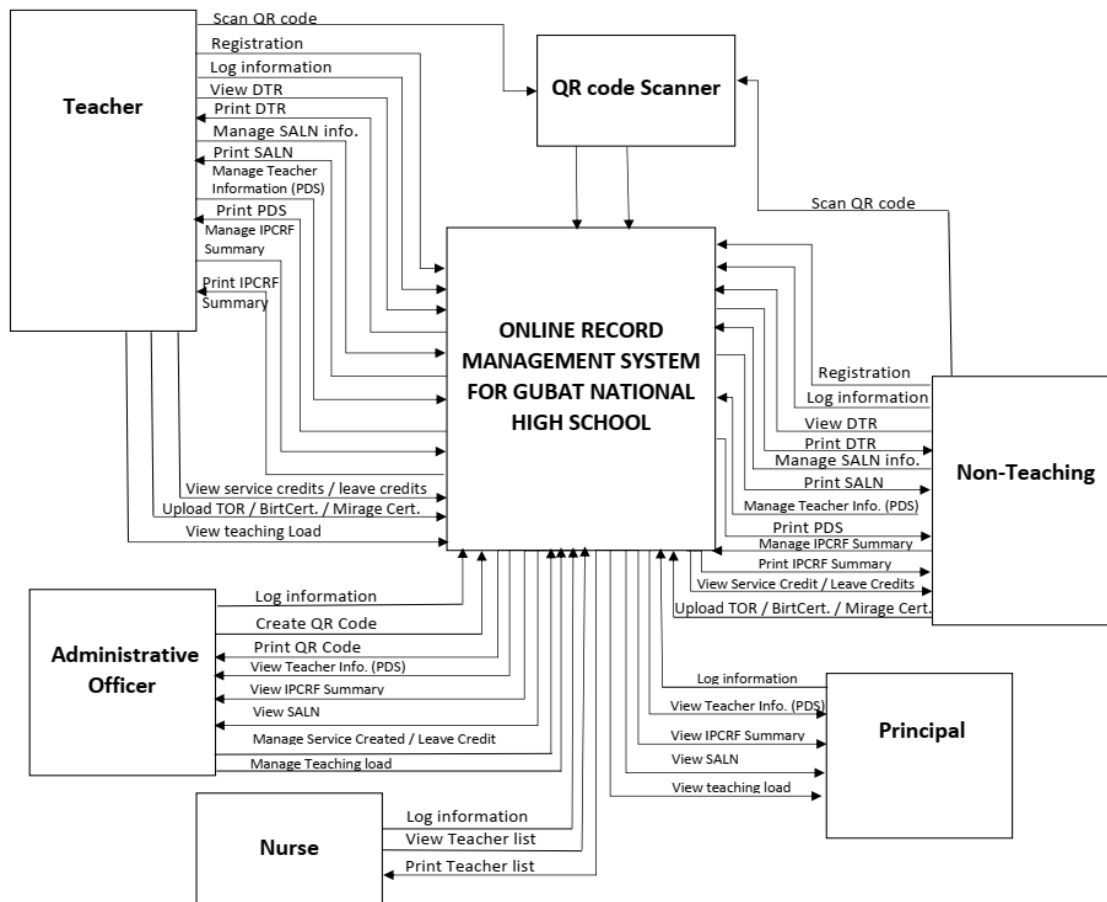 Scan QR code
Registration
Log information
View DTR
Print DTR
Manage SALN info.
Print SALN
Manage Teacher
Information (PDS)
Print PDS
Manage IPCRF
Summary
Print IPCRF
Summary
Teacher
QR code Scanner
Scan QR code
ONLINE RECORD
MANAGEMENT SYSTEM
FOR GUBAT NATIONAL
HIGH SCHOOL
View service credits / leave credits
Upload TOR / BirtCert. / Mirage Cert.
View teaching Load
Registration
Log information
View DTR
Print DTR
Manage SALN info.
Print SALN
Manage Teacher Info. (PDS)
Print PDS
Manage IPCRF Summary
Print IPCRF Summary
View Service Credit / Leave Credits
Upload TOR / BirtCert. / Mirage Cert.
Non-Teaching
Administrative
Officer
Log information
Create QR Code
Print QR Code
View Teacher Info. (PDS)
View IPCRF Summary
View SALN
Manage Service Created / Leave Credit
Manage Teaching load
Log information
View Teacher Info. (PDS)
View IPCRF Summary
View SALN
View teaching load
Principal
Nurse
Log information
View Teacher list
Print Teacher list